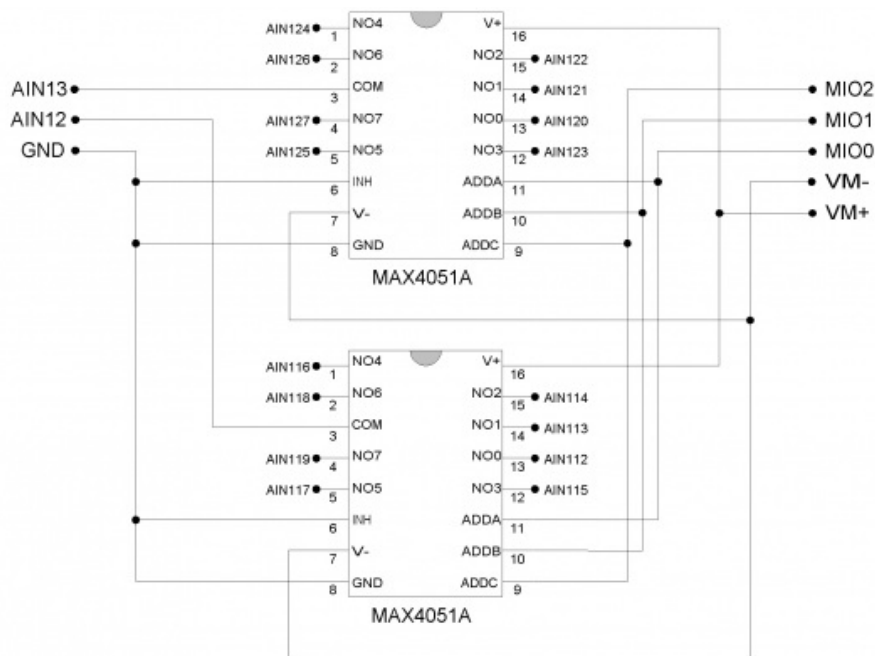 NO4 V+
AIN124 1 16
AIN126 NO6 NO2 AIN122
2 15
AIN13 COM NO1 AIN121 MIO2
3 14
AIN12 AIN127 NO7 NO0 AIN120 MIO1
4 13
GND AIN125 NO5 NO3 AIN123 MIO0
5 12
INH ADDA VM-
6 11
V- ADDB VM+
7 10
GND ADDC
8 9
MAX4051A
NO4 V+
AIN116 1 16
AIN118 NO6 NO2 AIN114
2 15
COM NO1 AIN113
3 14
AIN119 NO7 NO0 AIN112
4 13
AIN117 NO5 NO3 AIN115
5 12
INH ADDA
6 11
V- ADDB
7 10
GND ADDC
8 9
MAX4051A